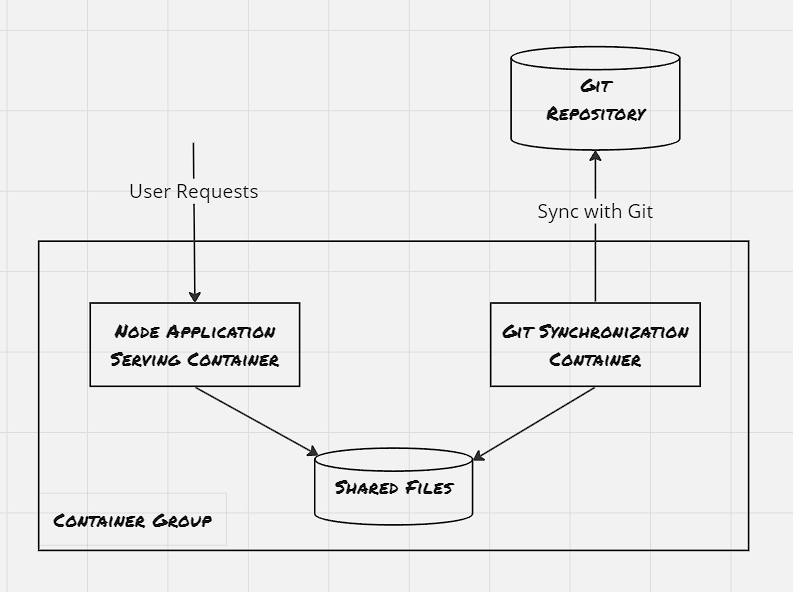 Git
Repository
User Requests
Sync with Git
Node Application
Serving Container
Git Synchronization
Container
Shared Files
Container Group